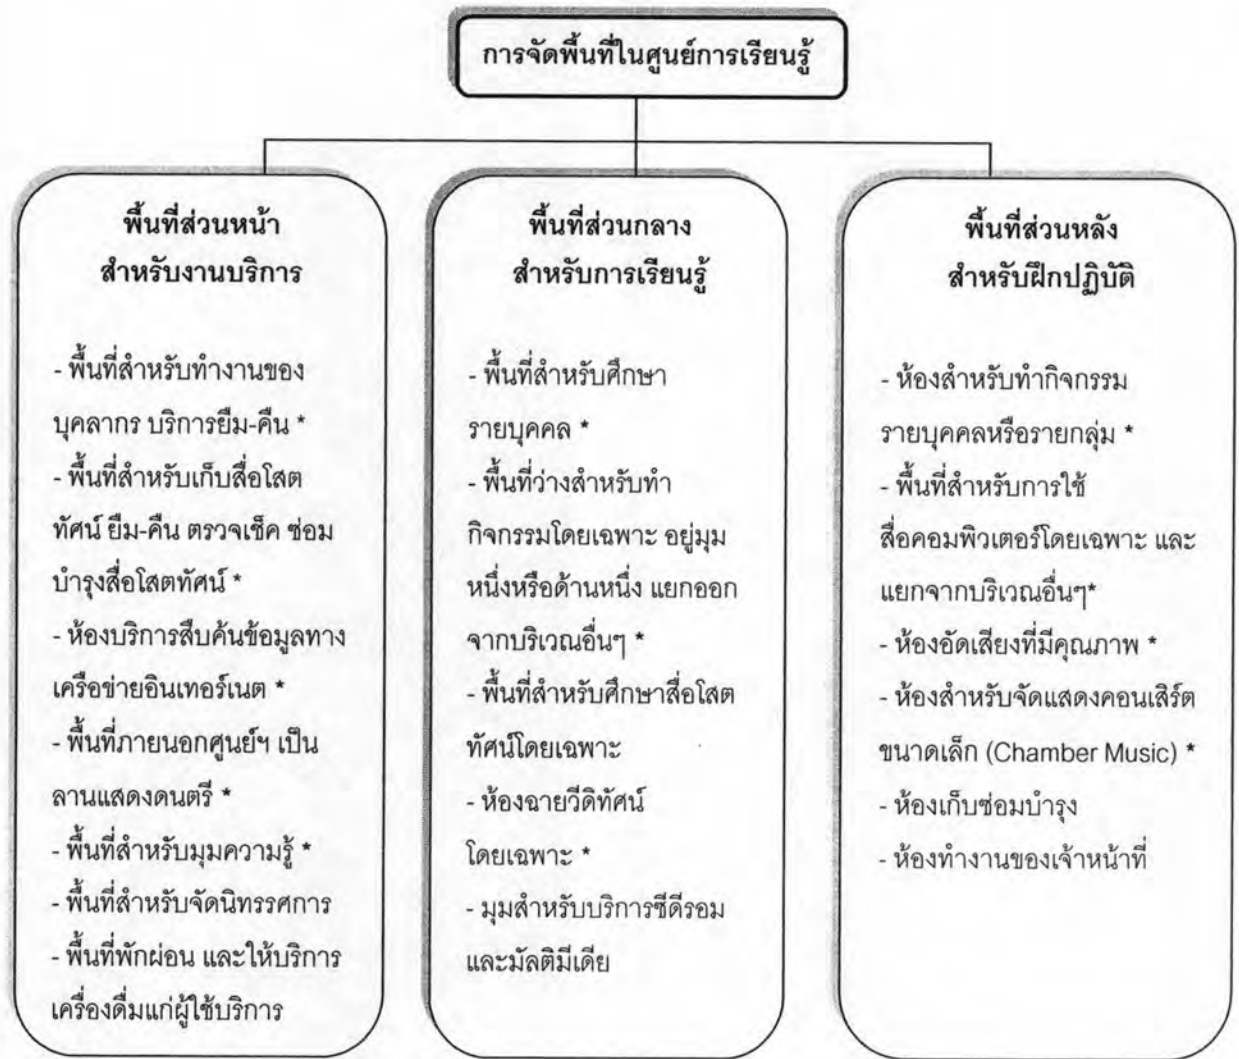 การจัดพื้นที่ในศูนย์การเรียนรู้
พื้นที่ส่วนหน้า
สำหรับงานบริการ
- พื้นที่สำหรับทำงานของ
บุคลากร บริการยืม-คืน *
- พื้นที่สำหรับเก็บสื่อโสต
ทัศน์ ยืม-คืน ตรวจเช็ค ซ่อม
บำรุงสื่อโสตทัศน์ *
- ห้องบริการสืบค้นข้อมูลทาง
เครือข่ายอินเทอร์เนต *
- พื้นที่ภายนอกศูนย์ฯ เป็น
ลานแสดงดนตรี *
- พื้นที่สำหรับมุมความรู้ *
- พื้นที่สำหรับจัดนิทรรศการ
- พื้นที่พักผ่อน และให้บริการ
เครื่องดื่มแก่ผู้ใช้บริการ
พื้นที่ส่วนกลาง
สำหรับการเรียนรู้
- พื้นที่สำหรับศึกษา
รายบุคคล *
- พื้นที่ว่างสำหรับทำ
กิจกรรมโดยเฉพาะ อยู่มุม
หนึ่งหรือด้านหนึ่ง แยกออก
จากบริเวณอื่นๆ *
- พื้นที่สำหรับศึกษาสื่อโสต
ทัศน์โดยเฉพาะ
- ห้องฉายวีดิทัศน์
โดยเฉพาะ *
- มุมสำหรับบริการซีดีรอม
และมัลติมีเดีย
พื้นที่ส่วนหลัง
สำหรับฝึกปฏิบัติ
- ห้องสำหรับทำกิจกรรม
รายบุคคลหรือรายกลุ่ม *
- พื้นที่สำหรับการใช้
สื่อคอมพิวเตอร์โดยเฉพาะ และ
แยกจากบริเวณอื่นๆ*
- ห้องอัดเสียงที่มีคุณภาพ *
- ห้องสำหรับจัดแสดงคอนเสิร์ต
ขนาดเล็ก (Chamber Music) *
- ห้องเก็บซ่อมบำรุง
- ห้องทำงานของเจ้าหน้าที่